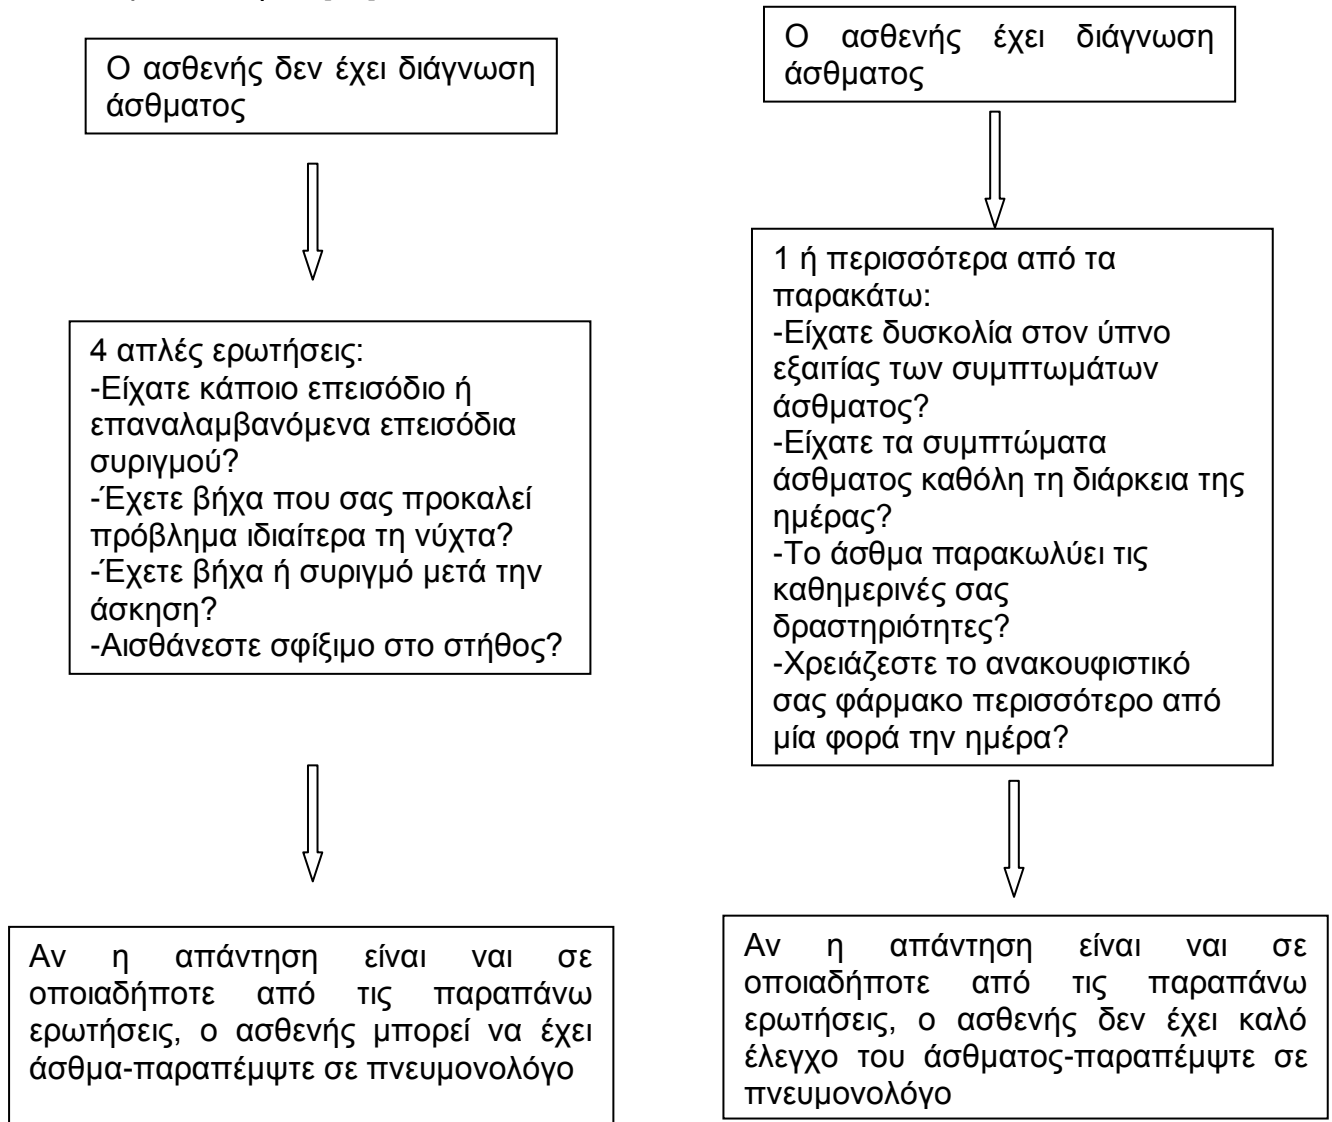 Ο ασθενής δεν έχει διάγνωση
άσθματος
4 απλές ερωτήσεις:
-Είχατε κάποιο επεισόδιο ή
επαναλαμβανόμενα επεισόδια
συριγμού?
-Έχετε βήχα που σας προκαλεί
πρόβλημα ιδιαίτερα τη νύχτα?
-Έχετε βήχα ή συριγμό μετά την
άσκηση?
-Αισθάνεστε σφίξιμο στο στήθος?
Αν η απάντηση είναι ναι σε
οποιαδήποτε από τις παραπάνω
ερωτήσεις, ο ασθενής μπορεί να έχει
άσθμα-παραπέμψτε σε πνευμονολόγο
Ο ασθενής έχει διάγνωση
άσθματος
1 ή περισσότερα από τα
παρακάτω:
-Είχατε δυσκολία στον ύπνο
εξαιτίας των συμπτωμάτων
άσθματος?
-Είχατε τα συμπτώματα
άσθματος καθόλη τη διάρκεια της
ημέρας?
-Το άσθμα παρακωλύει τις
καθημερινές σας
δραστηριότητες?
-Χρειάζεστε το ανακουφιστικό
σας φάρμακο περισσότερο από
μία φορά την ημέρα?
Αν η απάντηση είναι ναι σε
οποιαδήποτε από τις παραπάνω
ερωτήσεις, ο ασθενής δεν έχει καλό
έλεγχο του άσθματος-παραπέμψτε σε
πνευμονολόγο